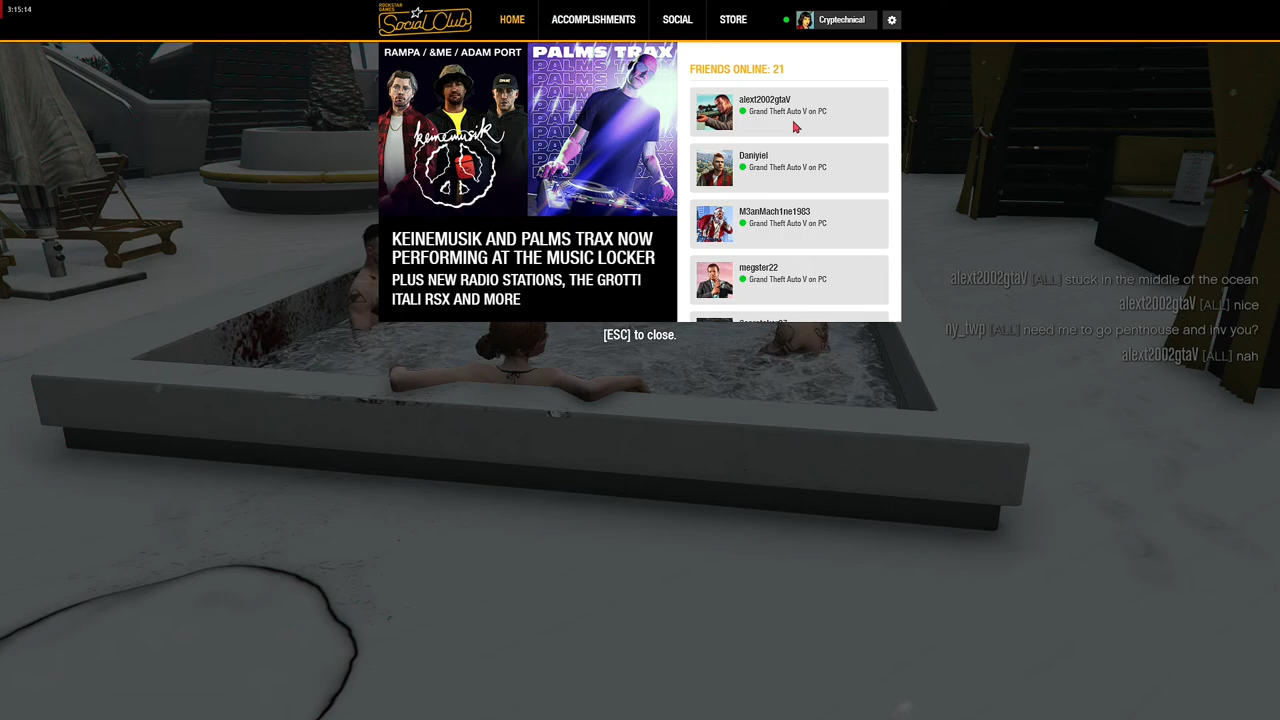 3:15:14
ROCKSTAR
GAMES
Social Club
HOME
ACCOMPLISHMENTS
SOCIAL
STORE
Cryptechnical
RAMPA / &ME / ADAM PORT
keinemusik
PALMS TRAX
KEINEMUSIK AND PALMS TRAX NOW
PERFORMING AT THE MUSIC LOCKER
PLUS NEW RADIO STATIONS, THE GROTTI
ITALI RSX AND MORE
FRIENDS ONLINE: 21
alext2002gtaV
Grand Theft Auto V on PC
Daniyiel
Grand Theft Auto V on PC
M3anMach1ne1983
Grand Theft Auto V on PC
megster22
Grand Theft Auto V on PC
[ESC] to close.
alext2002gtaV [ALL] stuck in the middle of the ocean
alext2002gtaV [ALL] nice
ny_twp [ALL] need me to go penthouse and inv you?
alext2002gtaV [ALL] nah